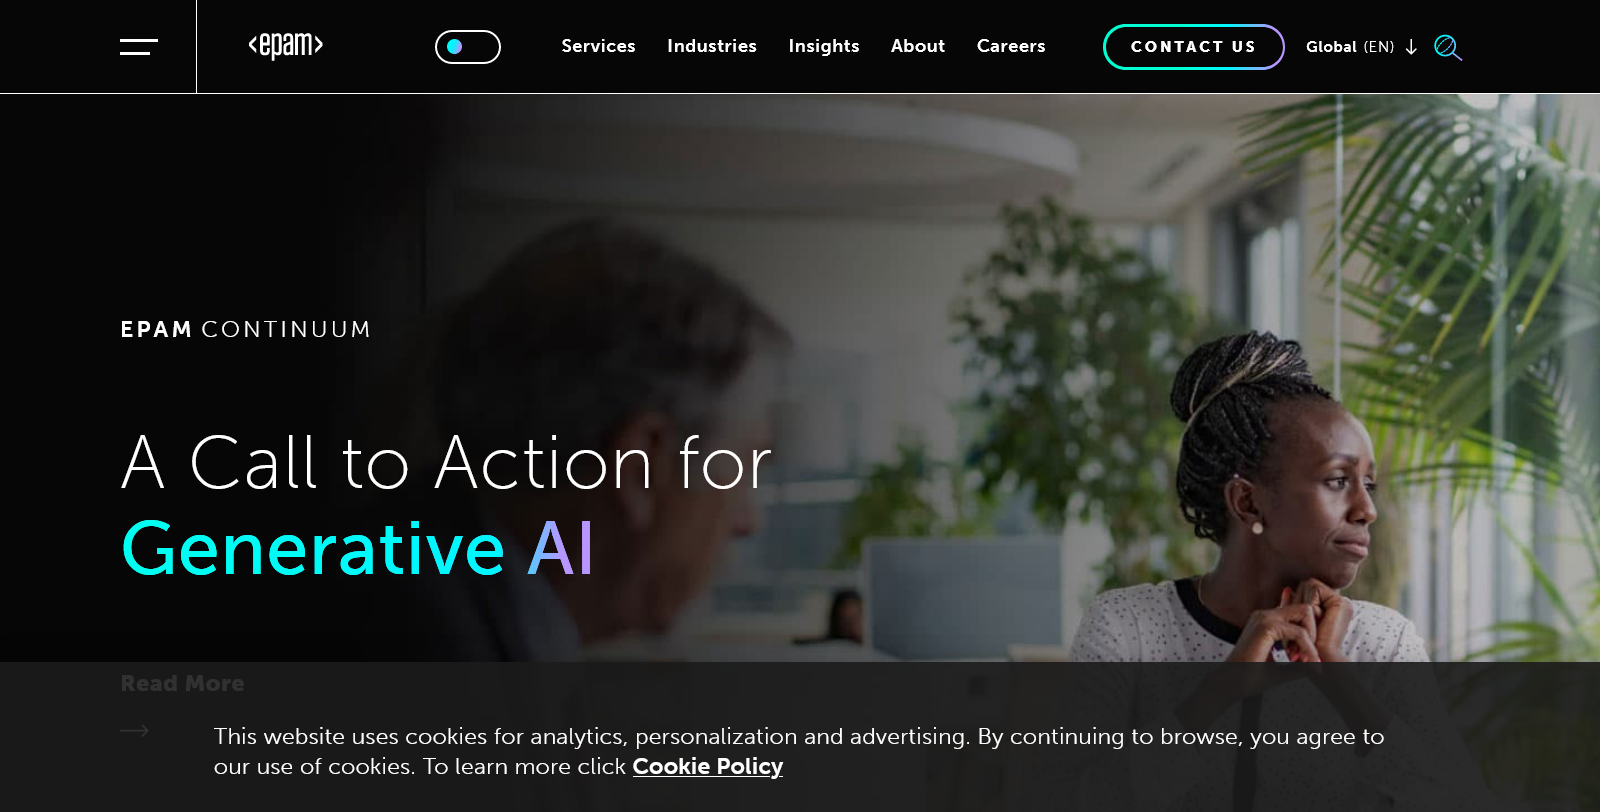 <epam>
Services Industries Insights About Careers
CONTACT US
Global (EN)
EPAM CONTINUUM
A Call to Action for
Generative AI
Read More
This website uses cookies for analytics, personalization and advertising. By continuing to browse, you agree to
our use of cookies. To learn more click Cookie Policy